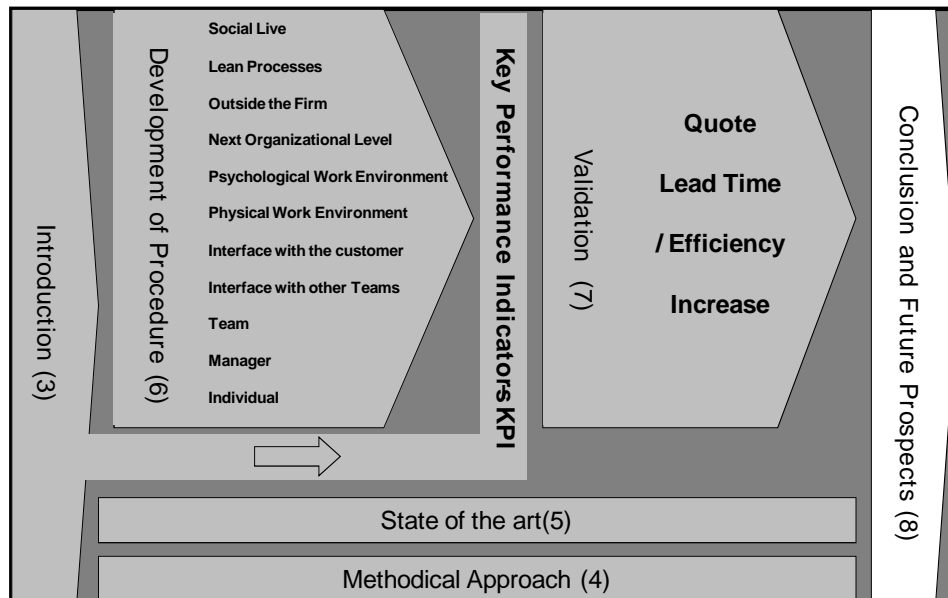 Introduction (3)
Development of Procedure (6)
Social Live
Lean Processes
Outside the Firm
Next Organizational Level
Psychological Work Environment
Physical Work Environment
Interface with the customer
Interface with other Teams
Team
Manager
Individual
Key Performance Indicators-KPI
Validation (7)
Quote
Lead Time
/ Efficiency
Increase
Conclusion and Future Prospects (8)
State of the art(5)
Methodical Approach (4)